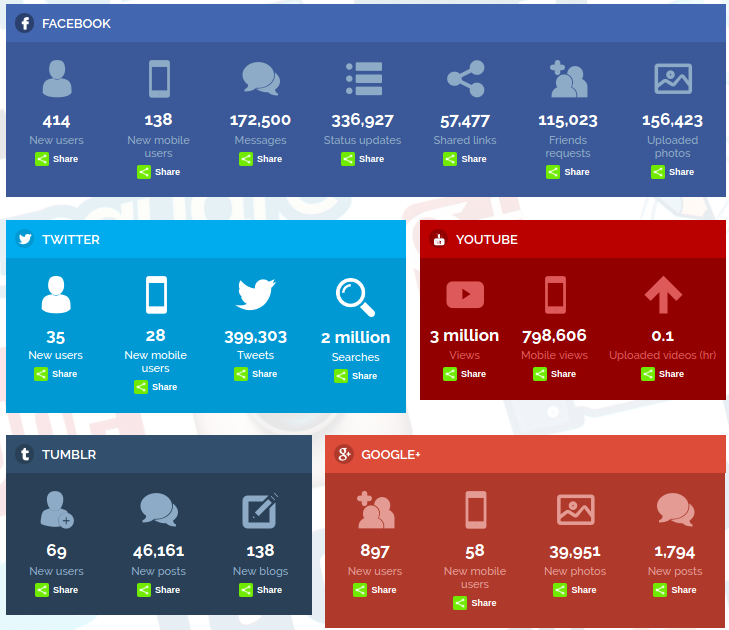 FACEBOOK
414 138 172,500 336,927 57,477 115,023 156,423
New users New mobile users Messages Status updates Shared links Friends requests Uploaded photos
Share Share Share Share Share Share Share
TWITTER
35 28 399,303 2 million
New users New mobile users Tweets Searches
Share Share Share Share
YOUTUBE
3 million 798,606 0.1
Views Mobile views Uploaded videos (hr)
Share Share Share
TUMBLR
69 46,161 138
New users New posts New blogs
Share Share Share
GOOGLE+
897 58 39,951 1,794
New users New mobile users New photos New posts
Share Share Share Share